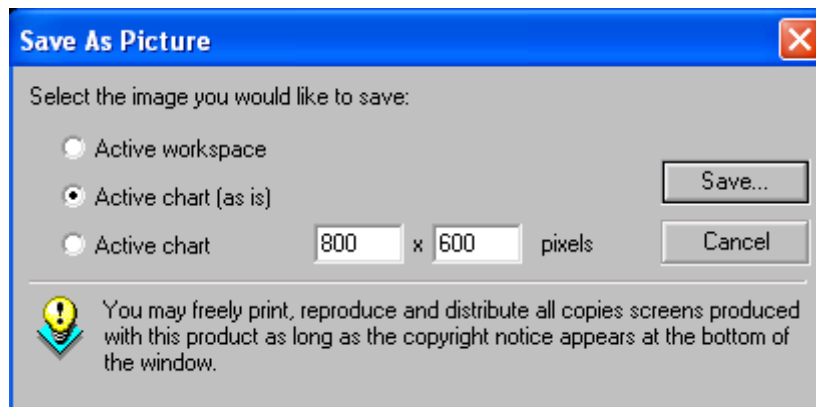 Save As Picture
Select the image you would like to save:
Active workspace
Active chart (as is)
Save...
Active chart 800 x 600 pixels
Cancel
You may freely print, reproduce and distribute all copies screens produced
with this product as long as the copyright notice appears at the bottom of
the window.